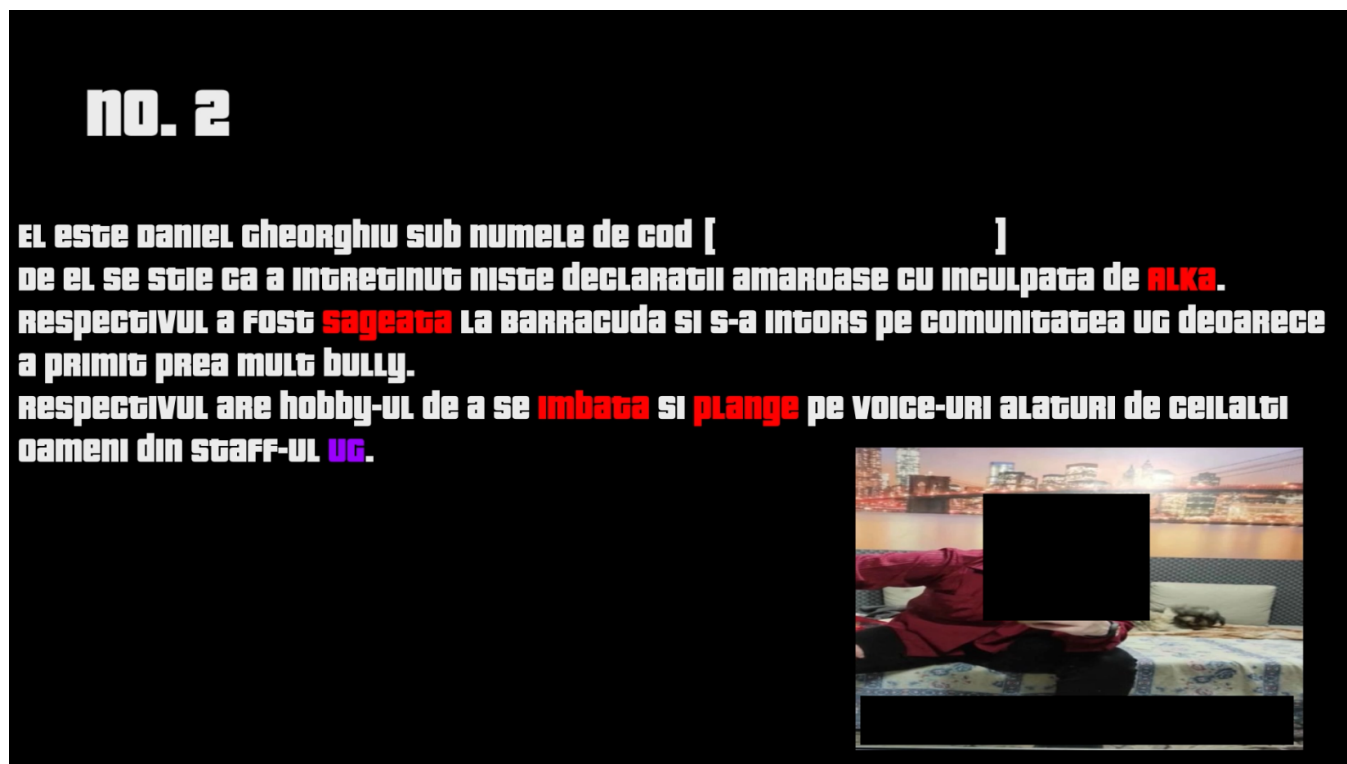 no. 2
El este Daniel Gheorghiu sub numele de cod [ ]
De el se stie ca a intretinut niste declaratii amaroase cu inculpata de ALKA.
Respectivul a fost sageata la Barracuda si s-a intors pe comunitatea UG deoarece
a primit prea mult bully.
Respectivul are hobby-ul de a se imbata si plange pe voice-uri alaturi de ceilalti
oameni din staff-ul UG.